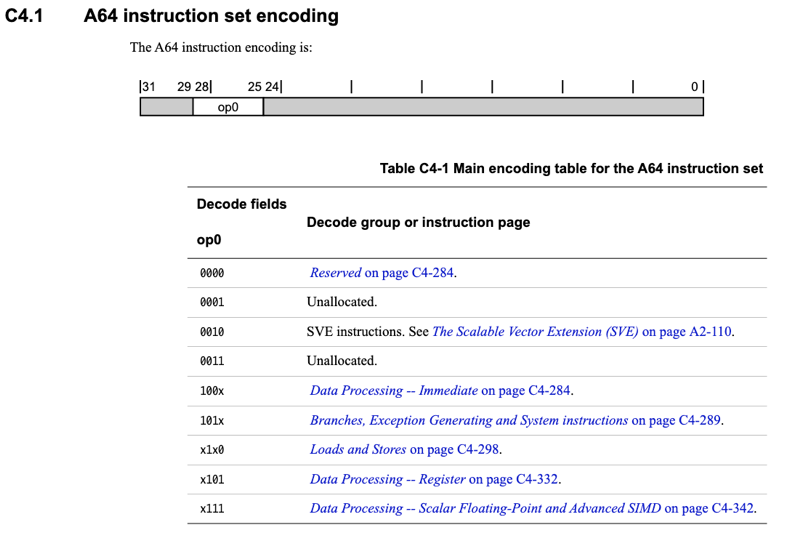 C4.1 A64 instruction set encoding
The A64 instruction encoding is:
|31 29 28| 25 24| | | | | | 0|
op0
Table C4-1 Main encoding table for the A64 instruction set
Decode fields
Decode group or instruction page
op0
0000 Reserved on page C4-284.
0001 Unallocated.
0010 SVE instructions. See The Scalable Vector Extension (SVE) on page A2-110.
0011 Unallocated.
100x Data Processing -- Immediate on page C4-284.
101x Branches, Exception Generating and System instructions on page C4-289.
x1x0 Loads and Stores on page C4-298.
x101 Data Processing -- Register on page C4-332.
x111 Data Processing -- Scalar Floating-Point and Advanced SIMD on page C4-342.